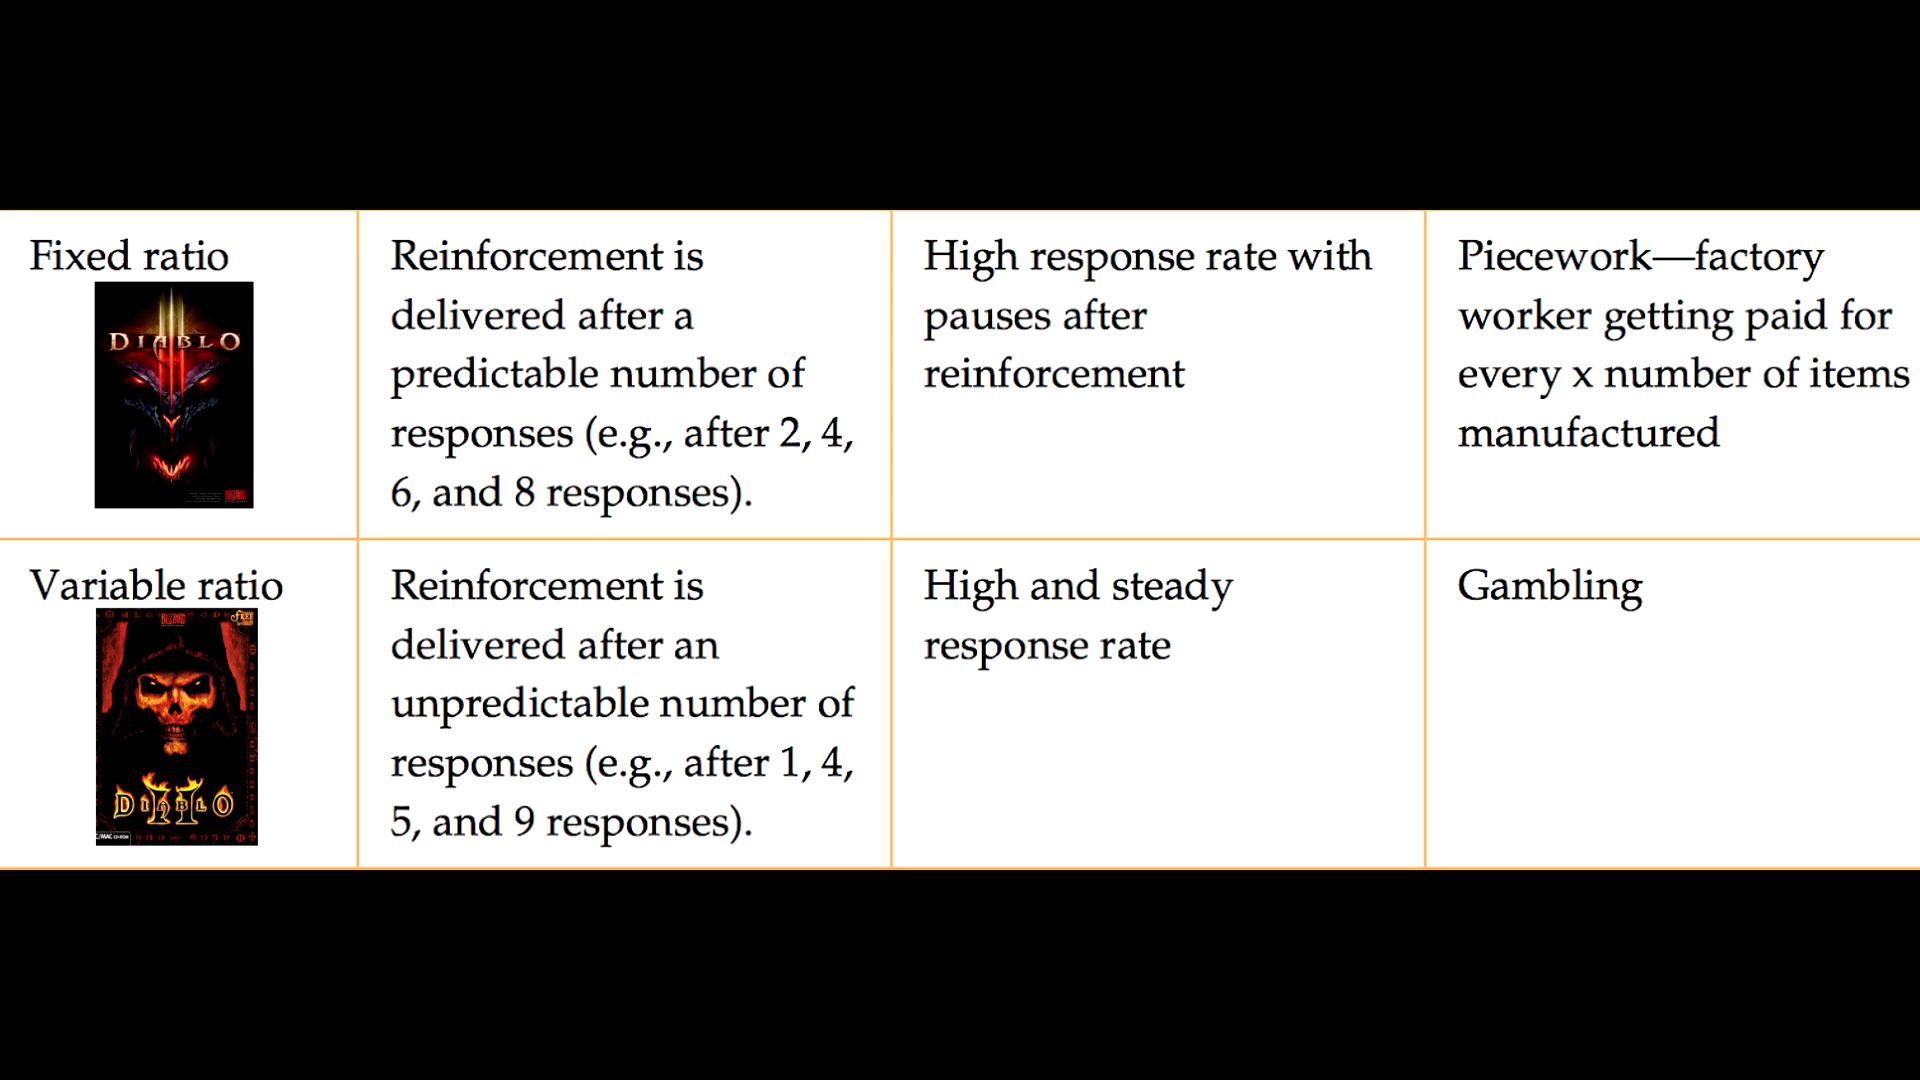 Fixed ratio
DIABLO
Reinforcement is
delivered after a
predictable number of
responses (e.g., after 2, 4,
6, and 8 responses).
High response rate with
pauses after
reinforcement
Piecework—factory
worker getting paid for
every x number of items
manufactured
Variable ratio
DIABLO
II
Reinforcement is
delivered after an
unpredictable number of
responses (e.g., after 1, 4,
5, and 9 responses).
High and steady
response rate
Gambling